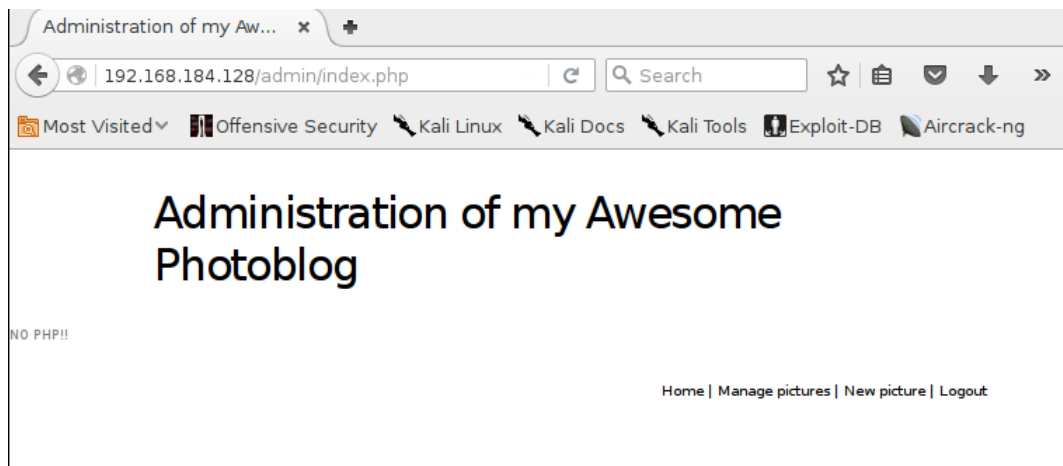 Administration of my Aw...
192.168.184.128/admin/index.php
Search
Most Visited
Offensive Security
Kali Linux
Kali Docs
Kali Tools
Exploit-DB
Aircrack-ng
Administration of my Awesome
Photoblog
NO PHP!!
Home | Manage pictures | New picture | Logout